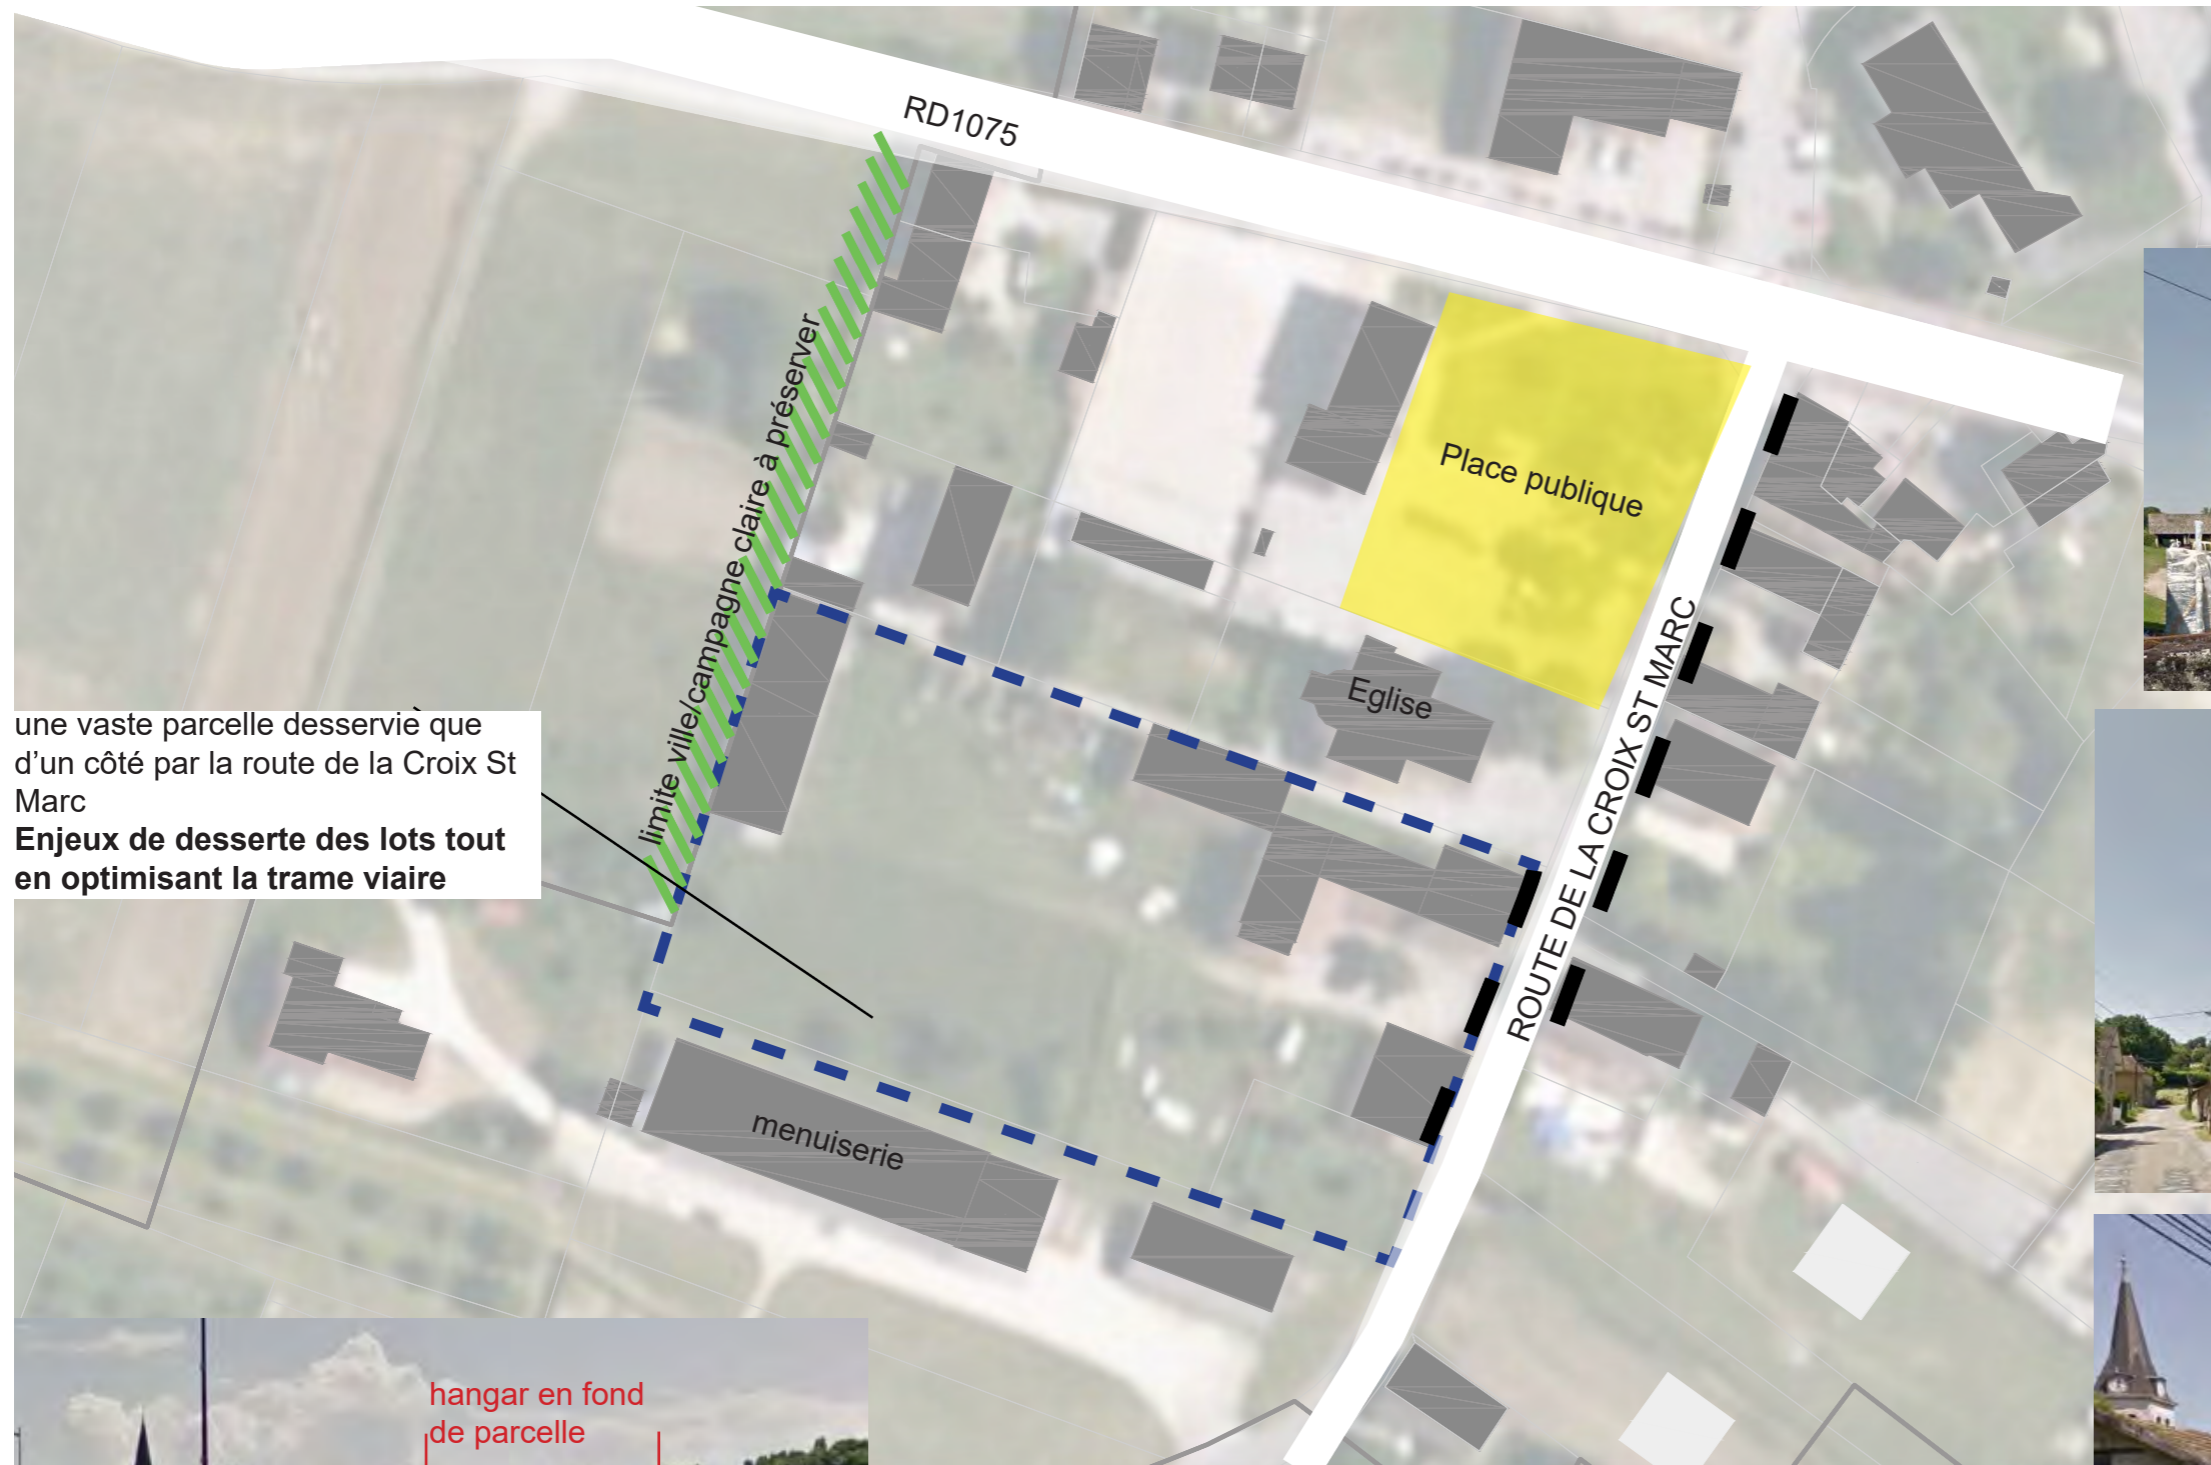 RD1075
limite ville/campagne claire à préserver
Place publique
Eglise
ROUTE DE LA CROIX ST MARC
une vaste parcelle desservie que
d'un côté par la route de la Croix St
Marc
Enjeux de desserte des lots tout
en optimisant la trame viaire
menuiserie
hangar en fond
de parcelle